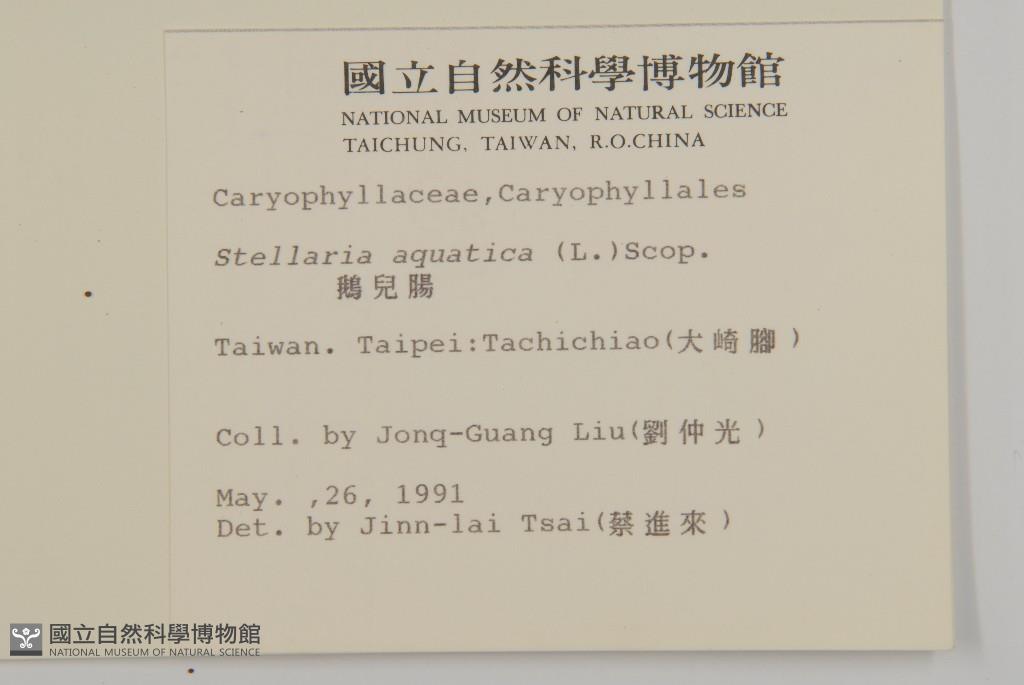 國立自然科學博物館
NATIONAL MUSEUM OF NATURAL SCIENCE
TAICHUNG, TAIWAN, R.O.CHINA
Caryophyllaceae,Caryophyllales
Stellaria aquatica (L.)Scop.
鵝兒腸
Taiwan. Taipei:Tachichiao(犬崎腳)
Coll. by Jonq-Guang Liu(劉仲光)
May. ,26, 1991
Det. by Jinn-lai Tsai(蔡進來)
國立自然科學博物館
NATIONAL MUSEUM OF NATURAL SCIENCE